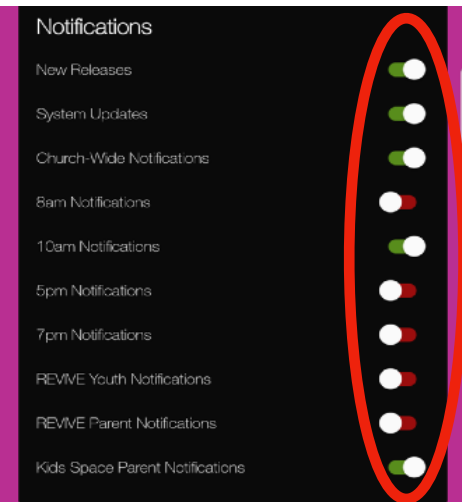 Notifications
New Releases
System Updates
Church-Wide Notifications
8am Notifications
10am Notifications
5pm Notifications
7pm Notifications
REVIVE Youth Notifications
REVIVE Parent Notifications
Kids Space Parent Notifications